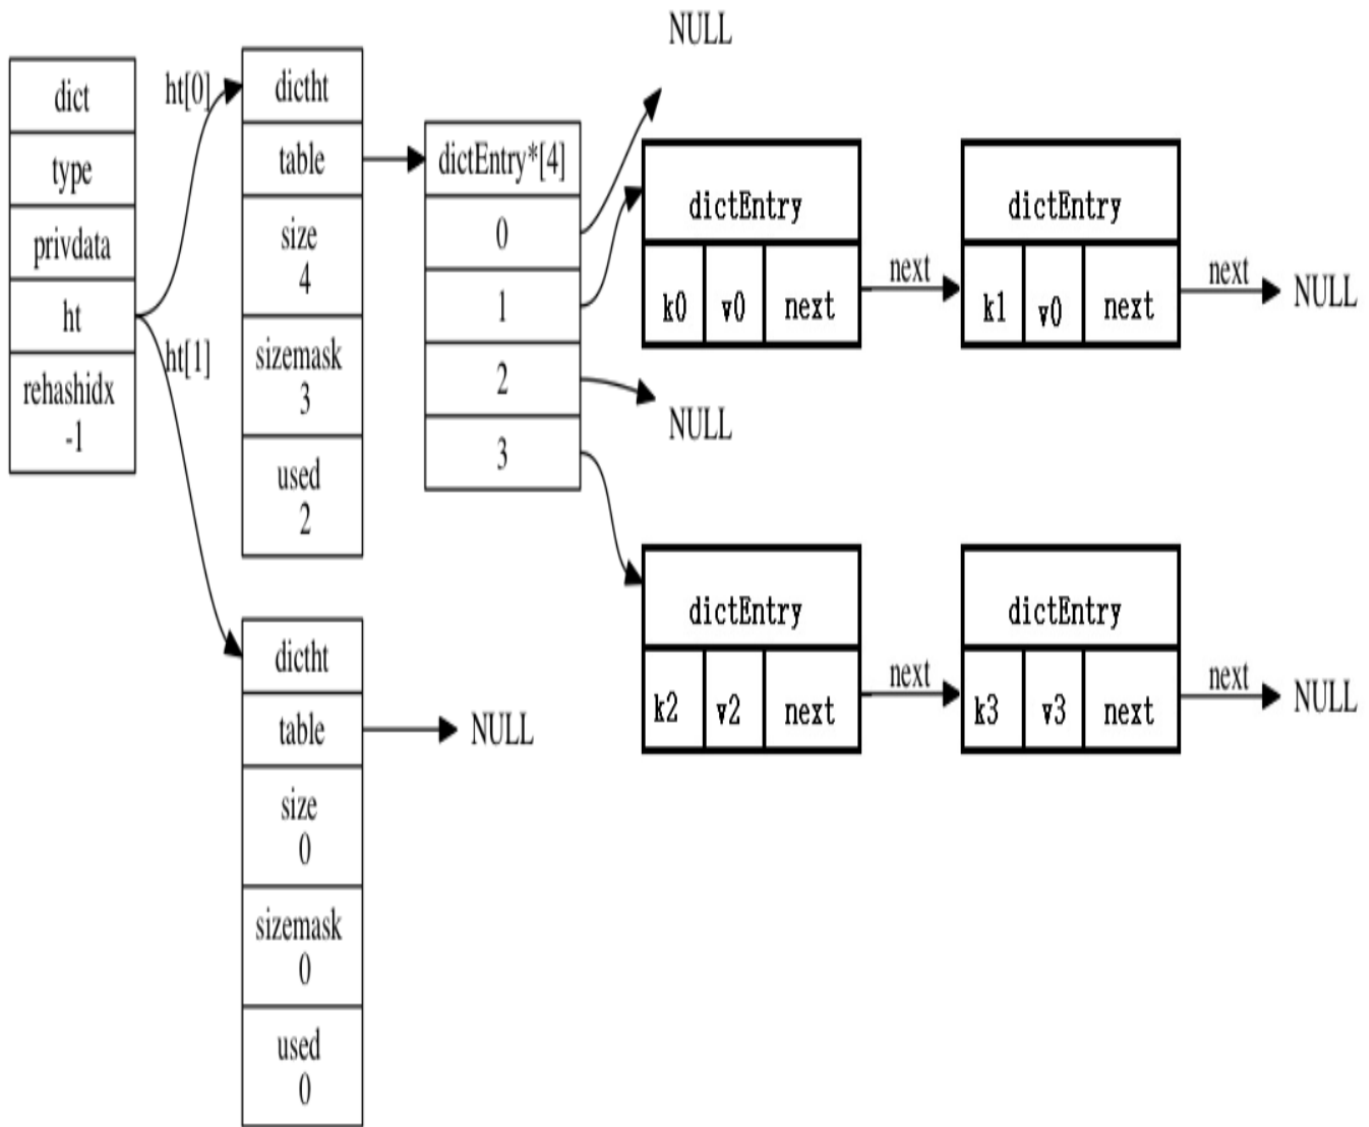 dict
type
privdata
ht
rehashidx
-1
ht[0]
ht[1]
dictht
table
size
4
sizemask
3
used
2
dictht
table
size
0
sizemask
0
used
0
NULL
dictEntry*[4]
0
1
2
3
NULL
NULL
dictEntry
k0 v0 next
next
dictEntry
k1 v0 next
next
NULL
dictEntry
k2 v2 next
next
dictEntry
k3 v3 next
next
NULL